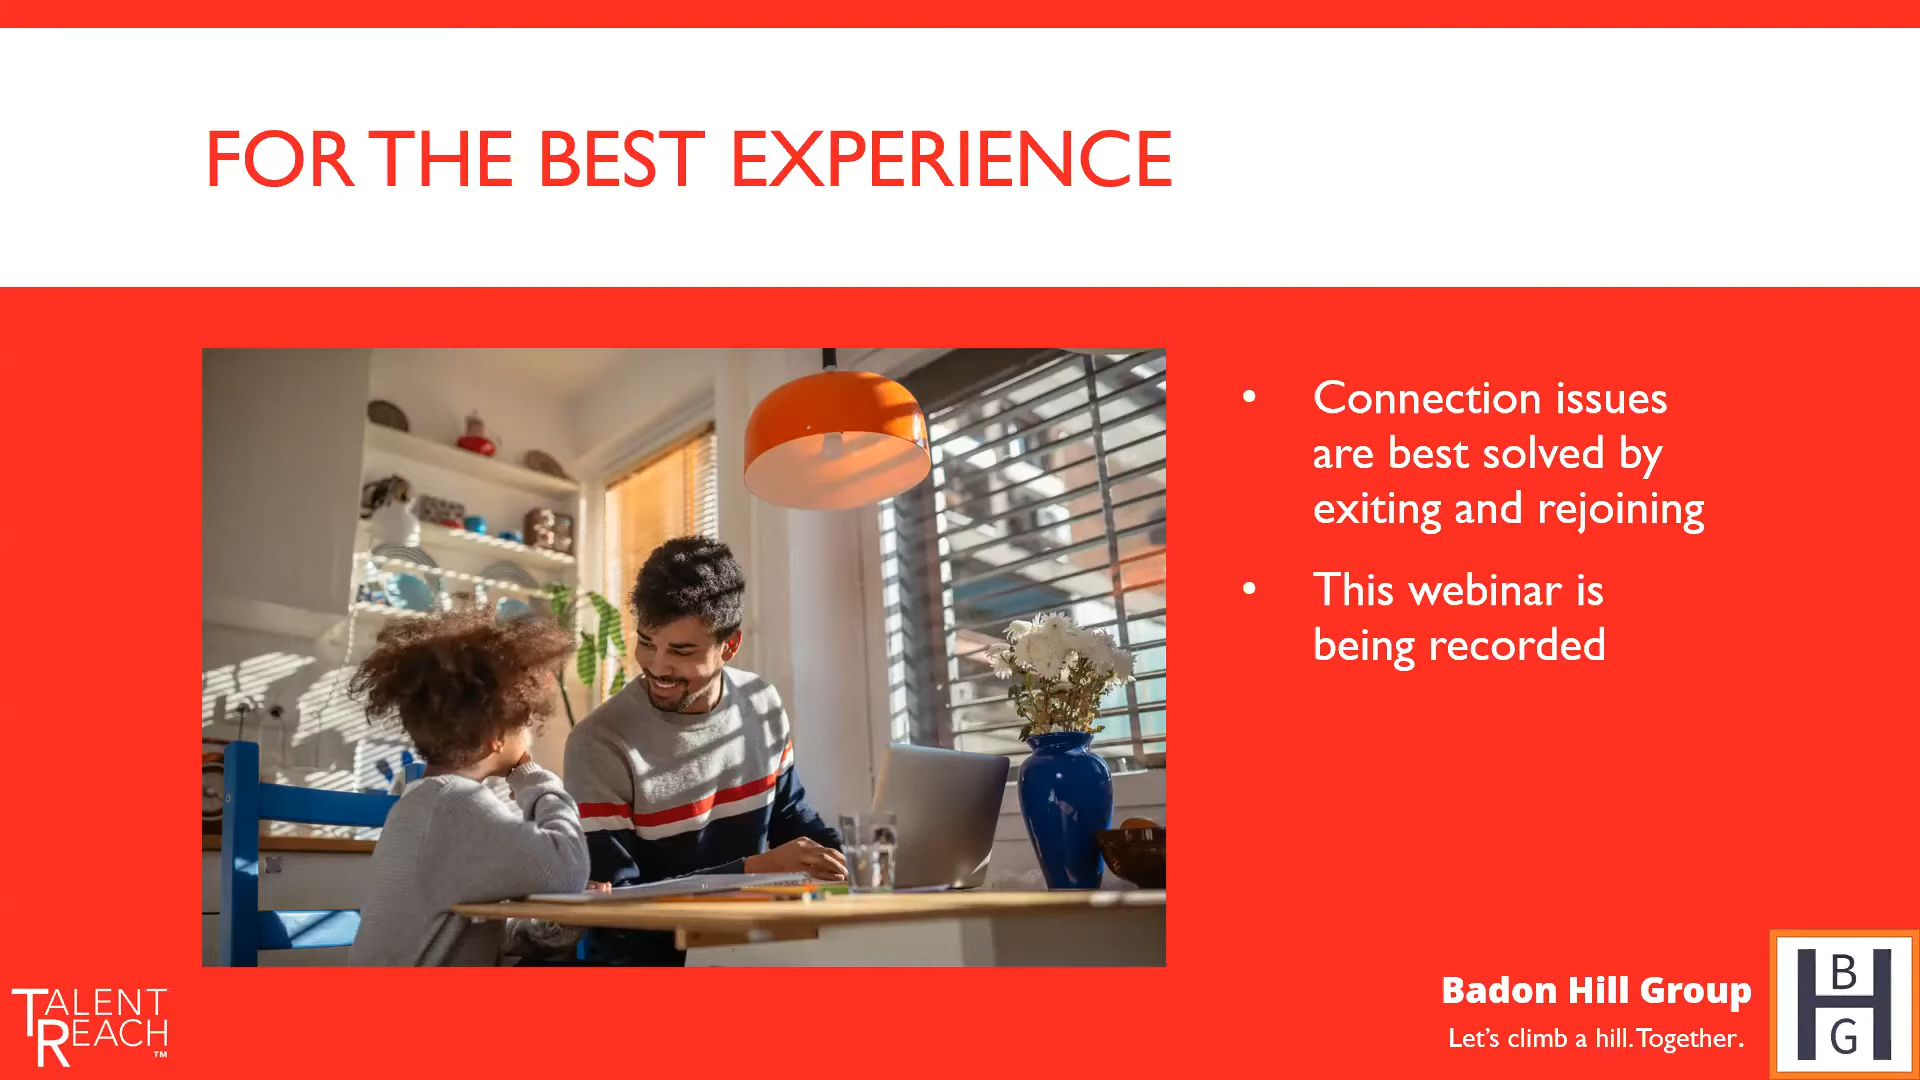 FOR THE BEST EXPERIENCE
• Connection issues
are best solved by
exiting and rejoining
• This webinar is
being recorded
TALENT
REACH
™
Badon Hill Group
Let's climb a hill. Together.
B
H
G